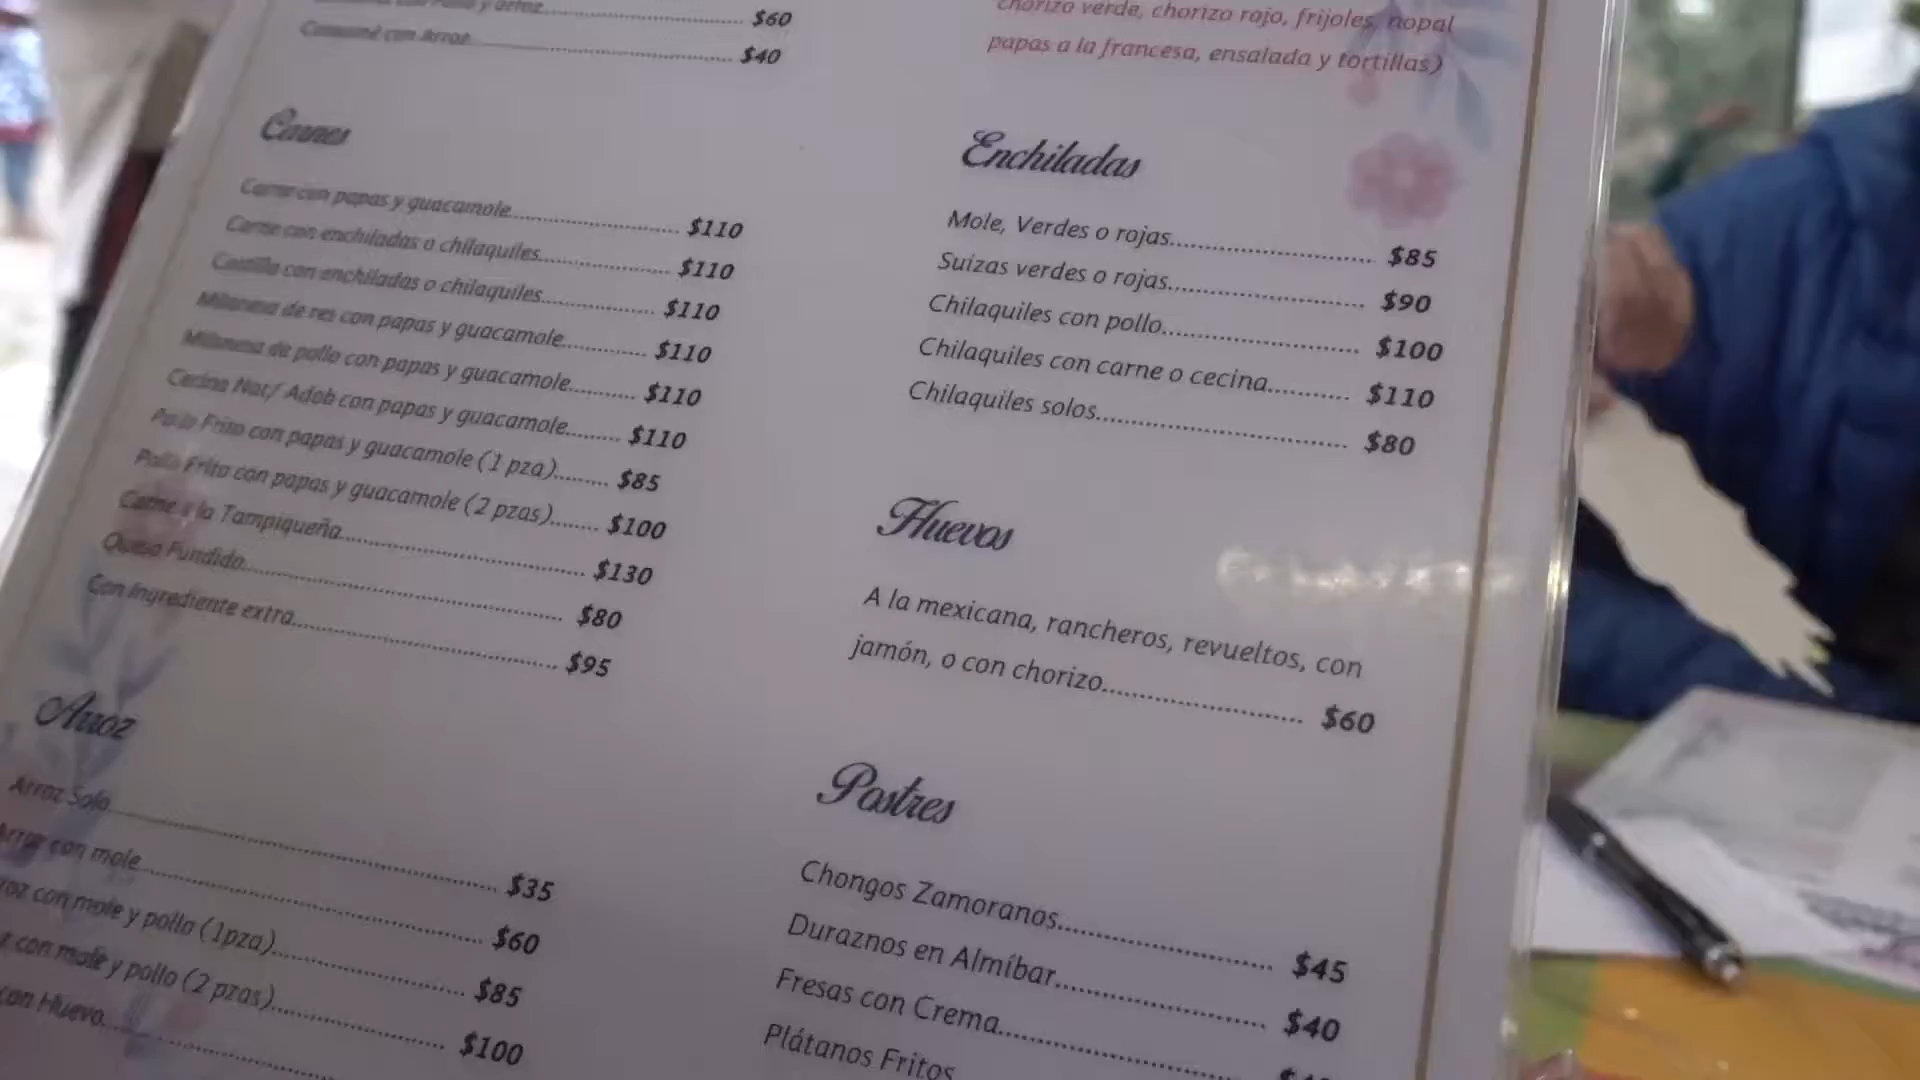 con Pollo y arroz $60
Consomé con Arroz $40
Carnes
Carne con papas y guacamole $110
Carne con enchiladas o chilaquiles $110
Costilla con enchiladas o chilaquiles $110
Milanesa de res con papas y guacamole $110
Milanesa de pollo con papas y guacamole $110
Cecina Nat/ Adob con papas y guacamole $110
Pollo Frito con papas y guacamole (1 pza) $85
Pollo Frito con papas y guacamole (2 pzas) $100
Carne a la Tampiqueña $130
Queso Fundido $80
Con Ingrediente extra $95
Arroz
Arroz Solo $35
Arroz con mole $60
roz con mole y pollo (1pza) $85
z con mole y pollo (2 pzas) $100
con Huevo
chorizo verde, chorizo rojo, frijoles, nopal
papas a la francesa, ensalada y tortillas)
Enchiladas
Mole, Verdes o rojas $85
Suizas verdes o rojas $90
Chilaquiles con pollo $100
Chilaquiles con carne o cecina $110
Chilaquiles solos $80
Huevos
A la mexicana, rancheros, revueltos, con
jamón, o con chorizo $60
Postres
Chongos Zamoranos $45
Duraznos en Almíbar $40
Fresas con Crema
Plátanos Fritos